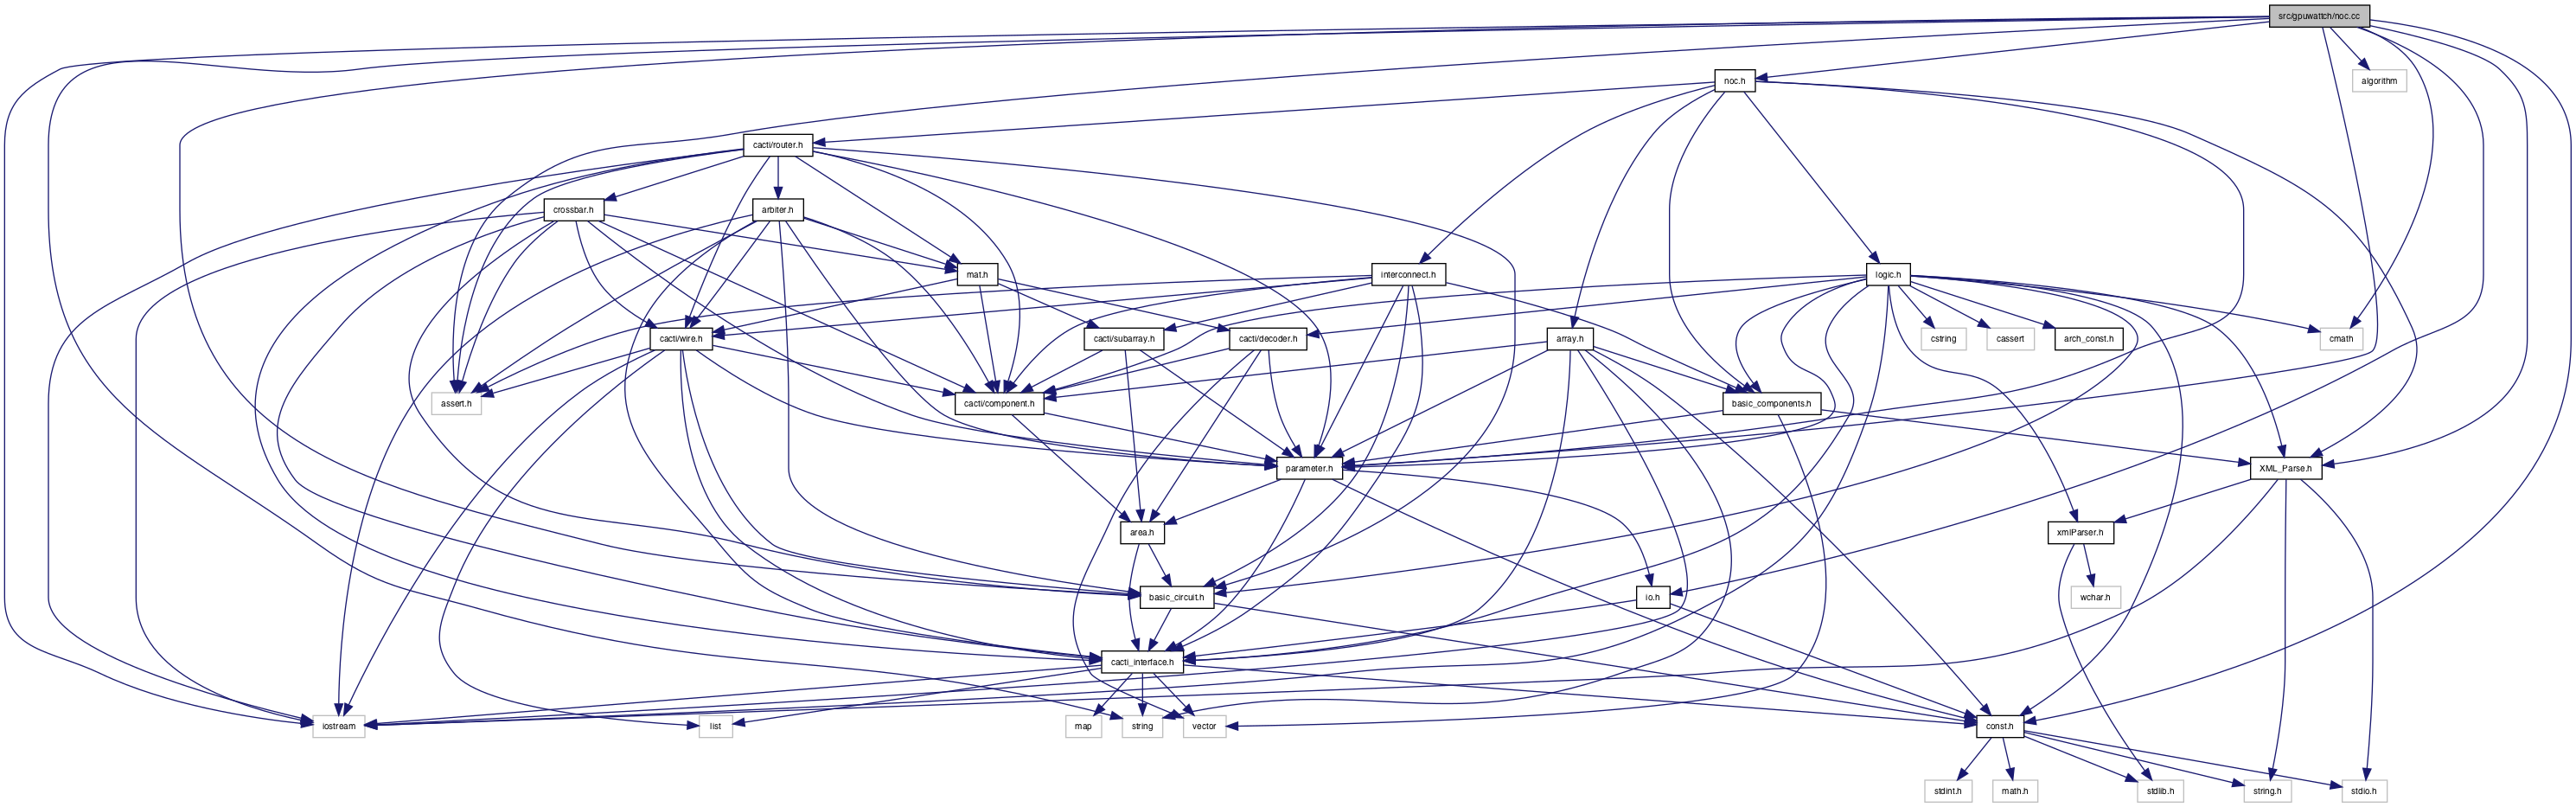 src/gpuwattch/noc.cc
noc.h
algorithm
cacti/router.h
crossbar.h
arbiter.h
mat.h
interconnect.h
logic.h
cacti/wire.h
cacti/subarray.h
cacti/decoder.h
array.h
cstring
cassert
arch_const.h
cmath
assert.h
cacti/component.h
basic_components.h
parameter.h
XML_Parse.h
area.h
xmlParser.h
basic_circuit.h
io.h
wchar.h
cacti_interface.h
iostream
list
map
string
vector
const.h
stdint.h
math.h
stdlib.h
string.h
stdio.h